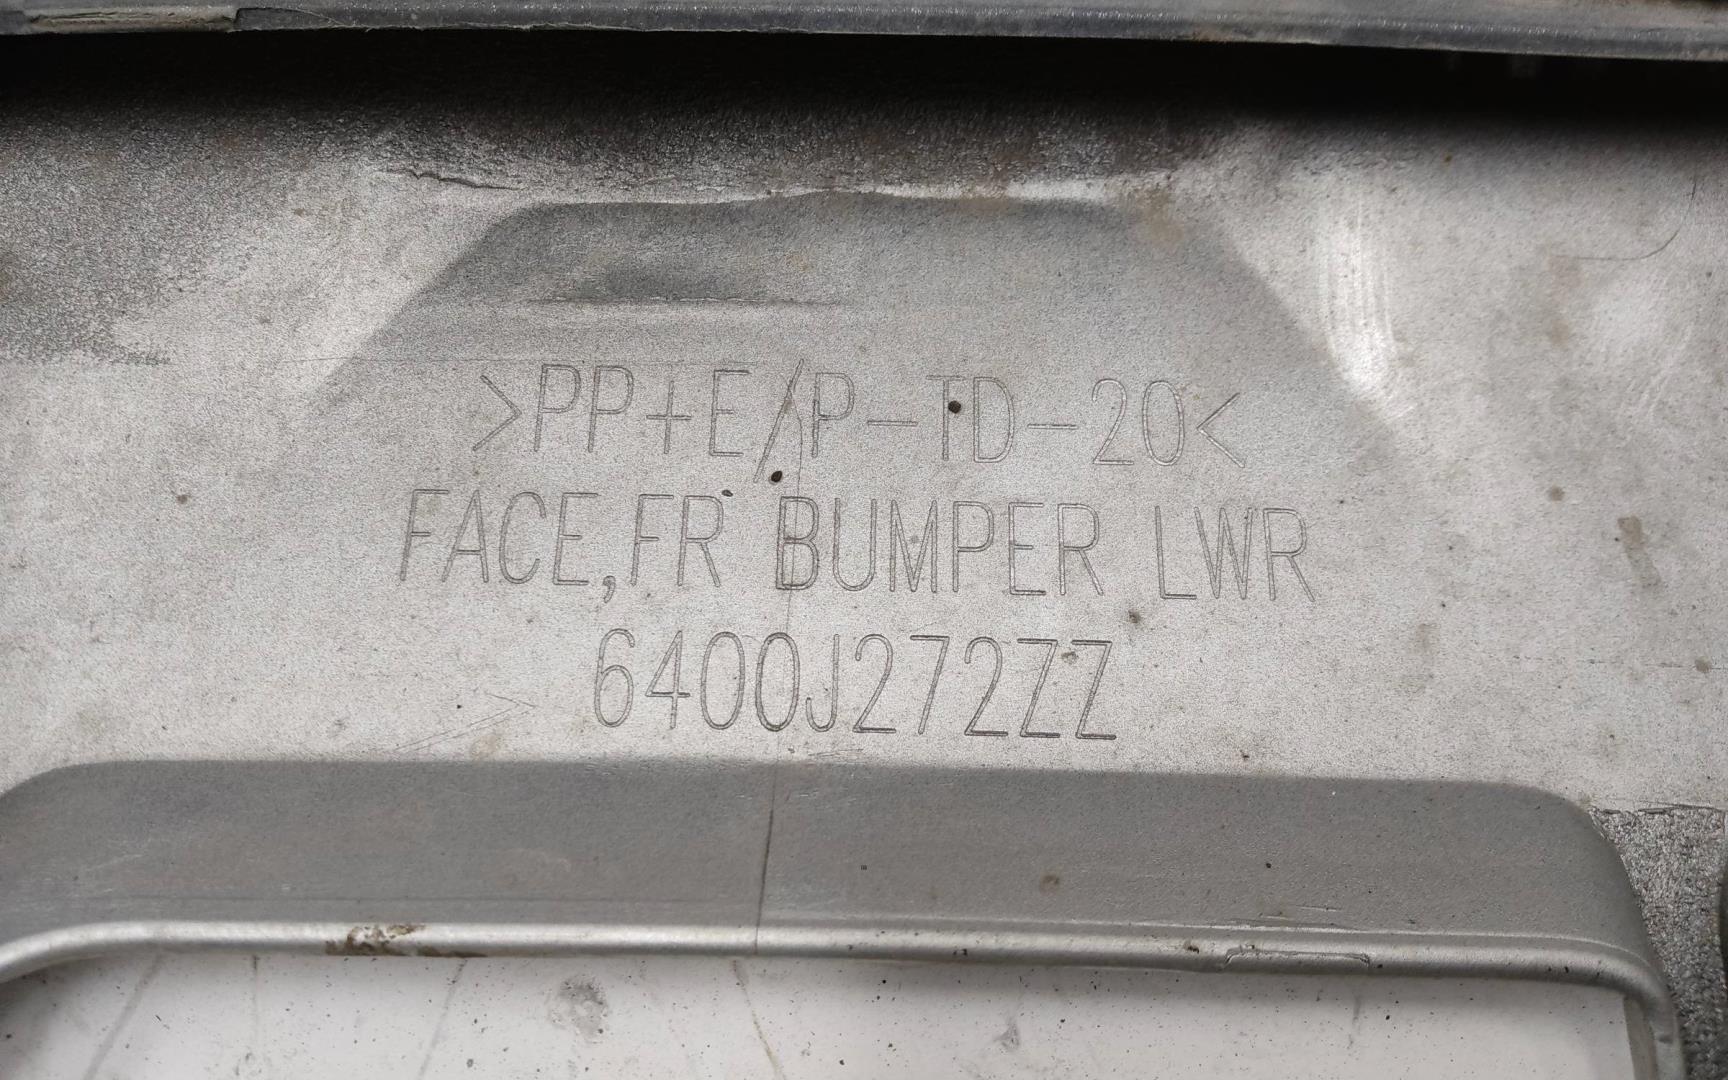 >PP+E/P-TD-20<
FACE,FR BUMPER LWR
6400J272ZZ